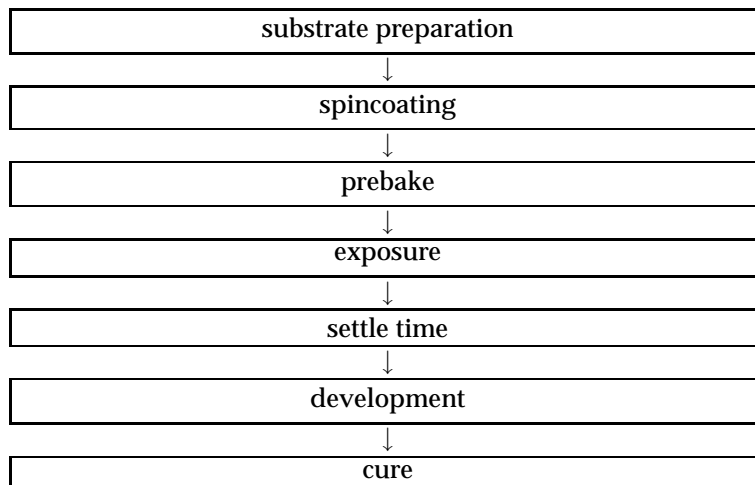 substrate preparation
↓
spincoating
↓
prebake
↓
exposure
↓
settle time
↓
development
↓
cure